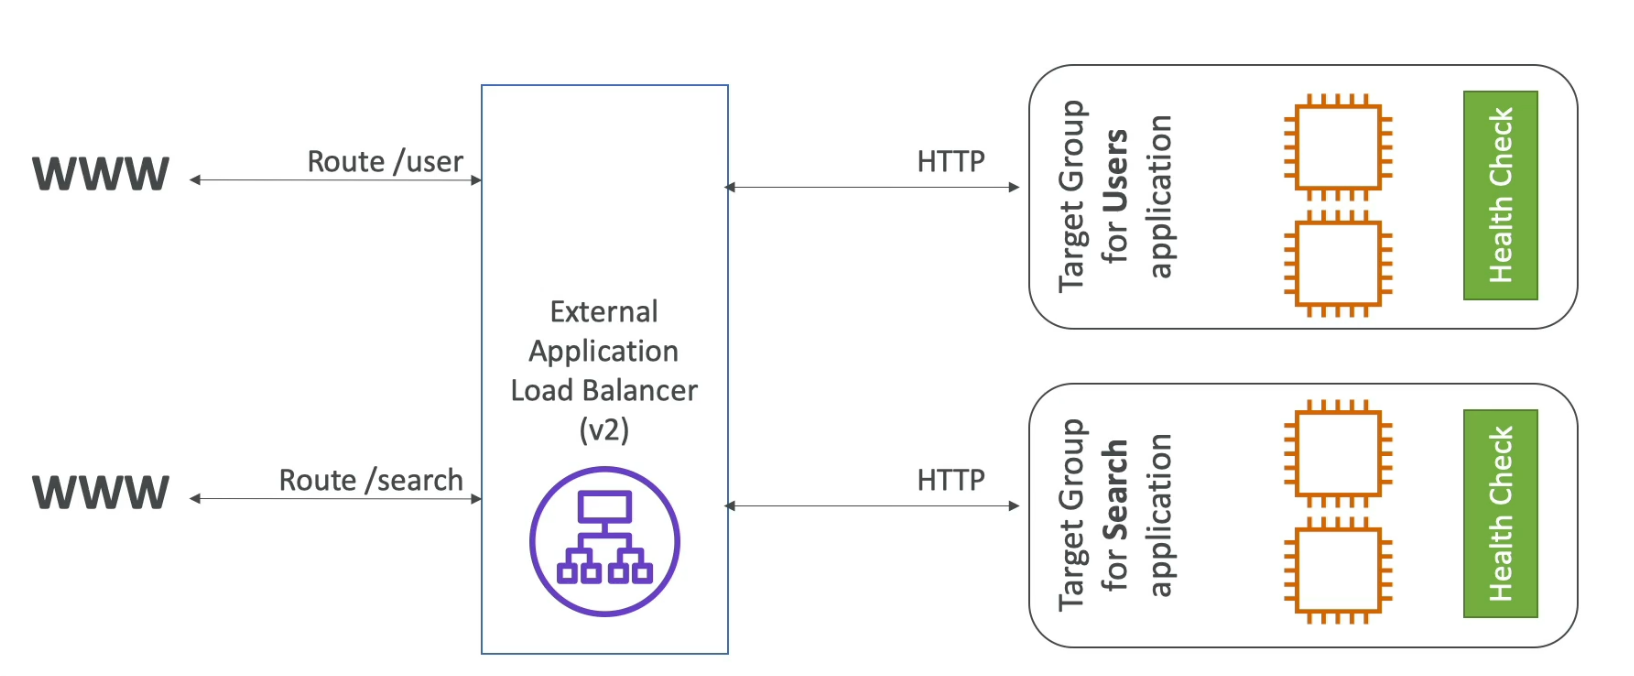 WWW
Route /user
HTTP
Target Group
for Users
application
Health Check
External
Application
Load Balancer
(v2)
WWW
Route /search
HTTP
Target Group
for Search
application
Health Check